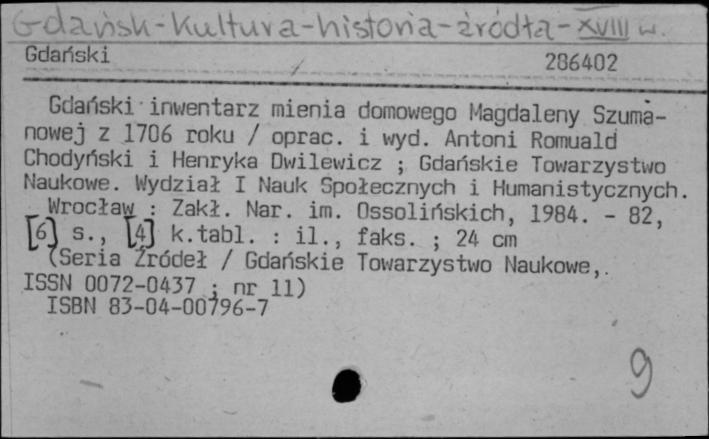 Gdańsk-kultura-historia-źródła-XVIII w.
Gdański 286402
Gdański inwentarz mienia domowego Magdaleny Szuma-
nowej z 1706 roku / oprac. i wyd. Antoni Romuald
Chodyński i Henryka Dwilewicz ; Gdańskie Towarzystwo
Naukowe. Wydział I Nauk Społecznych i Humanistycznych.
Wrocław : Zakł. Nar. im. Ossolińskich, 1984. - 82,
[6] s., [4] k.tabl. : il., faks. ; 24 cm
(Seria Źródeł / Gdańskie Towarzystwo Naukowe,.
ISSN 0072-0437 ; nr 11)
ISBN 83-04-00796-7
9